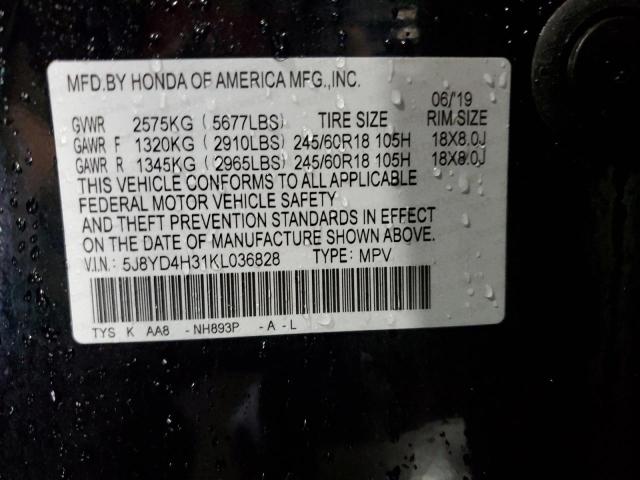 MFD.BY HONDA OF AMERICA MFG.,INC.
06/'19
GVWR 2575KG (5677LBS) TIRE SIZE RIM SIZE
GAWR F 1320KG (2910LBS) 245/60R18 105H 18X8.0J
GAWR R 1345KG (2965LBS) 245/60R18 105H 18X8.0J
THIS VEHICLE CONFORMS TO ALL APPLICABLE
FEDERAL MOTOR VEHICLE SAFETY
AND THEFT PREVENTION STANDARDS IN EFFECT
ON THE DATE OF MANUFACTURE SHOWN ABOVE.
V.I.N.: 5J8YD4H31KL036828 TYPE: MPV
TYS K AA8 - NH893P - A - L